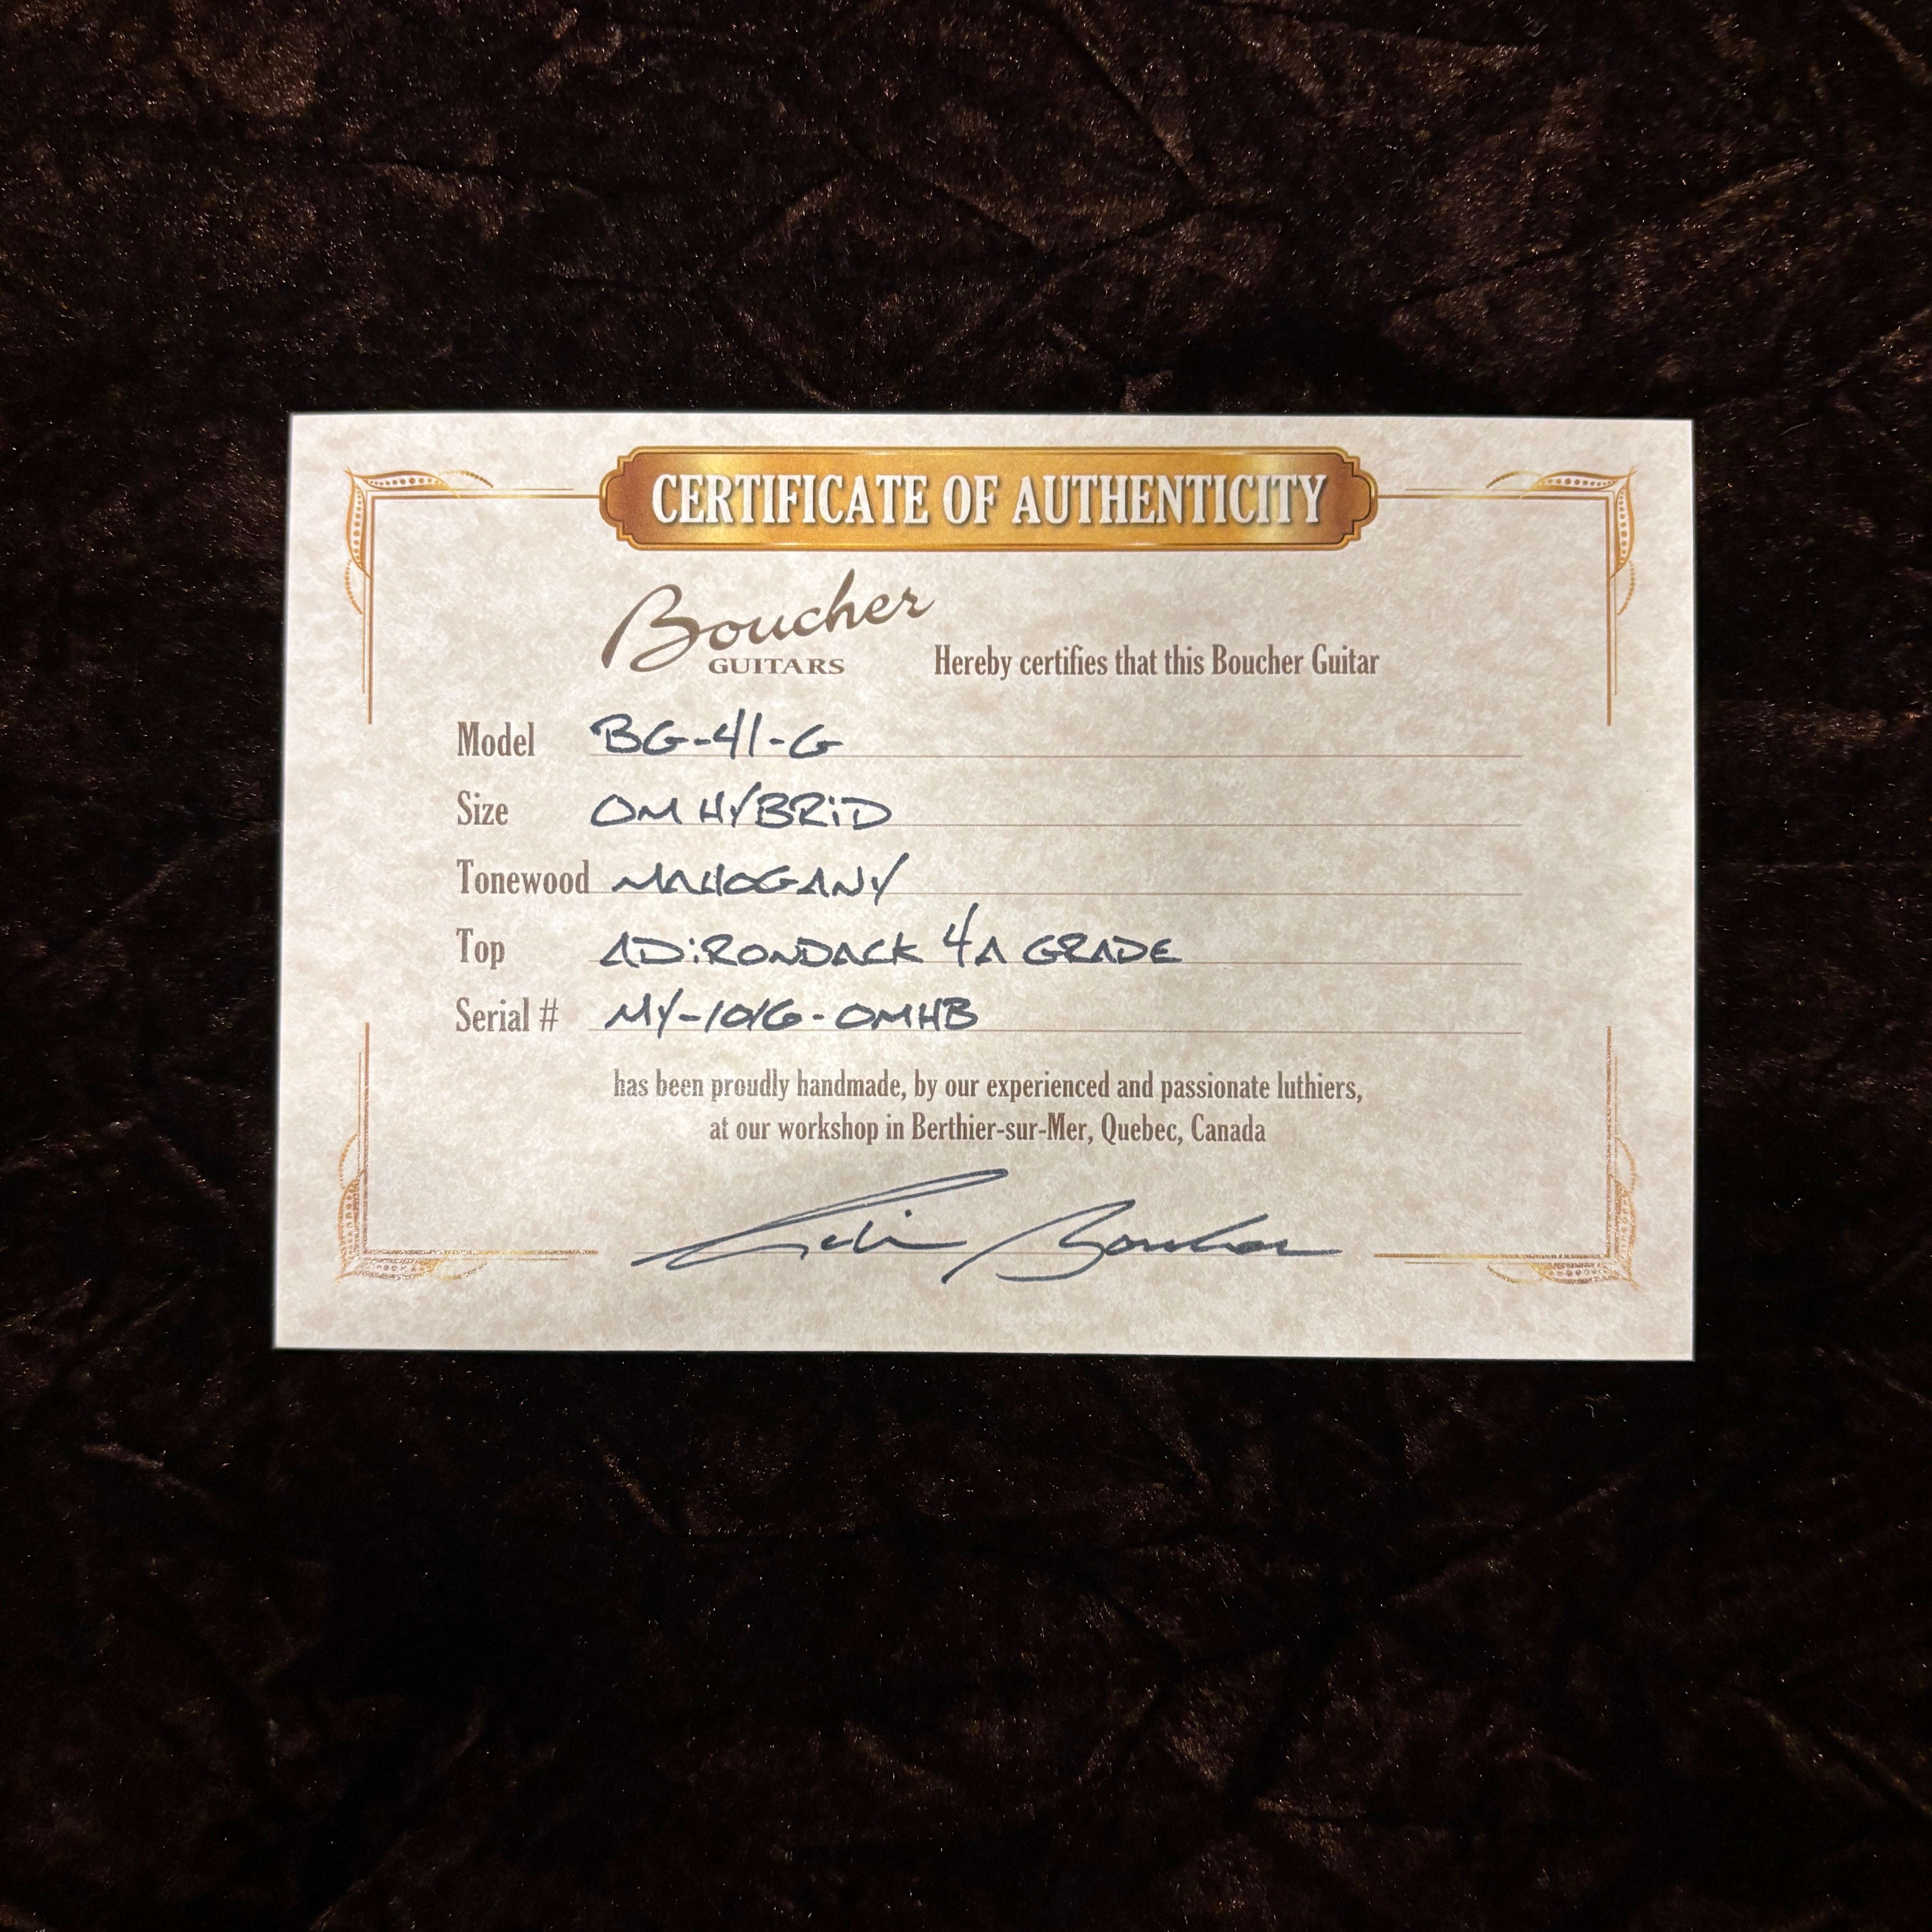 CERTIFICATE OF AUTHENTICITY
Boucher
GUITARS
Hereby certifies that this Boucher Guitar
Model BG-41-G
Size OM HYBRiD
Tonewood MAHOGANY
Top ADiRONDACK 4A GRADE
Serial # MY-1016-OMHB
has been proudly handmade, by our experienced and passionate luthiers,
at our workshop in Berthier-sur-Mer, Quebec, Canada
Boucher